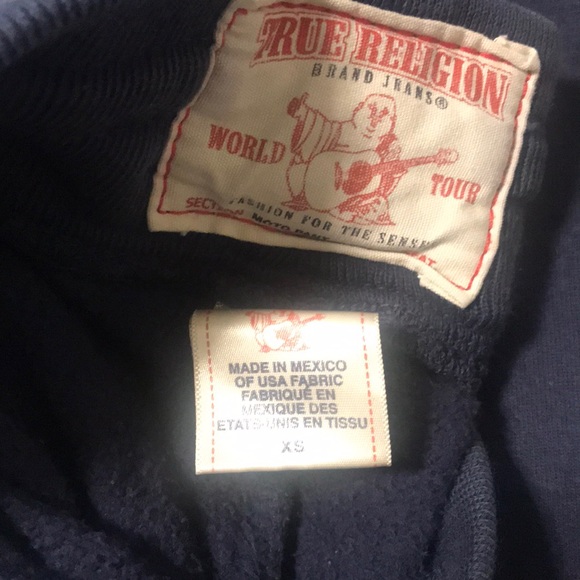 TRUE RELIGION
BRAND JEANS®
WORLD TOUR
FASHION FOR THE SENSE
MADE IN MEXICO
OF USA FABRIC
FABRIQUÉ EN
MEXIQUE DES
ETATS-UNIS EN TISSU
XS